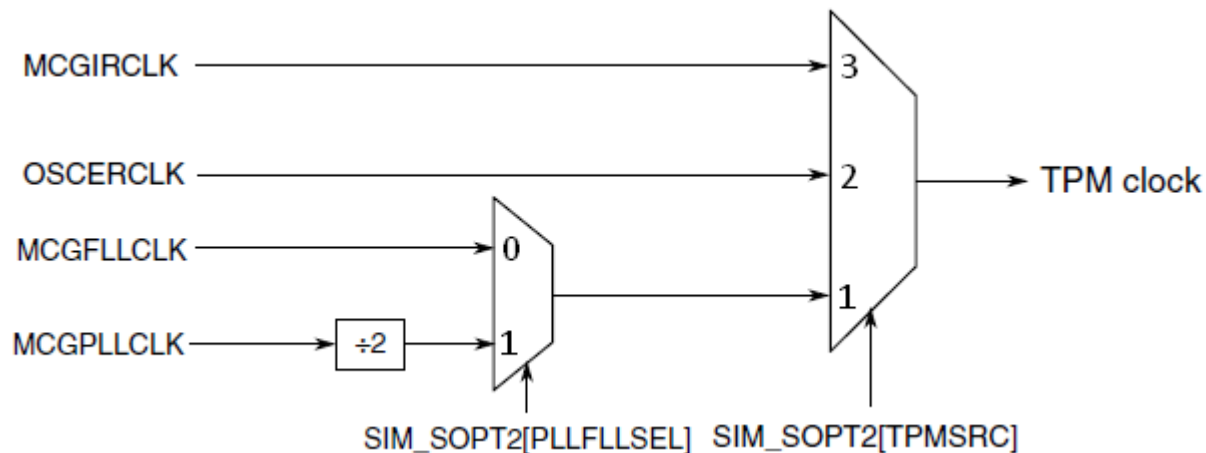 MCGIRCLK
3
OSCERCLK
2
TPM clock
MCGFLLCLK
0
1
MCGPLLCLK
÷2
1
SIM_SOPT2[PLLFLLSEL]
SIM_SOPT2[TPMSRC]